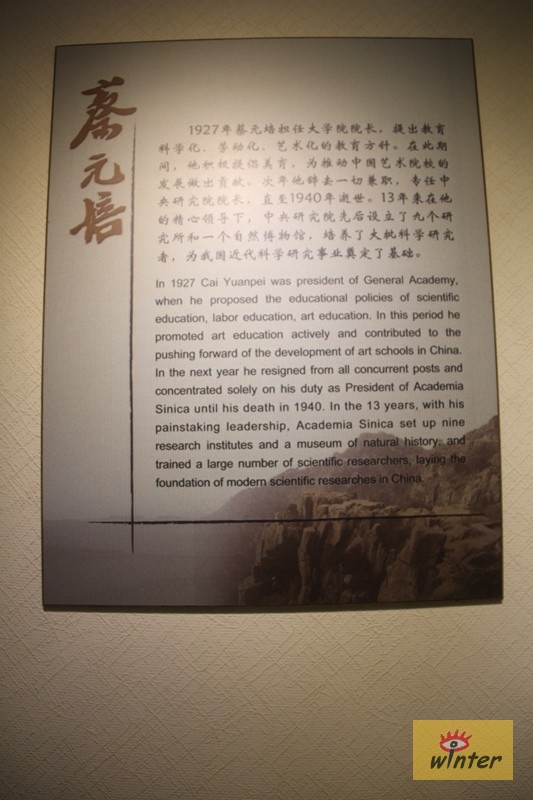 蔡元培
1927年蔡元培担任大学院院长，提出教育
科学化、劳动化、艺术化的教育方针。在此期
间，他积极提倡美育，为推动中国艺术院校的
发展做出贡献。次年他辞去一切兼职，专任中
央研究院院长，直至1940年逝世。13年来在他
的精心领导下，中央研究院先后设立了九个研
究所和一个自然博物馆，培养了大批科学研究
者，为我国近代科学研究事业奠定了基础。
In 1927 Cai Yuanpei was president of General Academy,
when he proposed the educational policies of scientific
education, labor education, art education. In this period he
promoted art education actively and contributed to the
pushing forward of the development of art schools in China.
In the next year he resigned from all concurrent posts and
concentrated solely on his duty as President of Academia
Sinica until his death in 1940. In the 13 years, with his
painstaking leadership, Academia Sinica set up nine
research institutes and a museum of natural history, and
trained a large number of scientific researchers, laying the
foundation of modern scientific researches in China.
winter